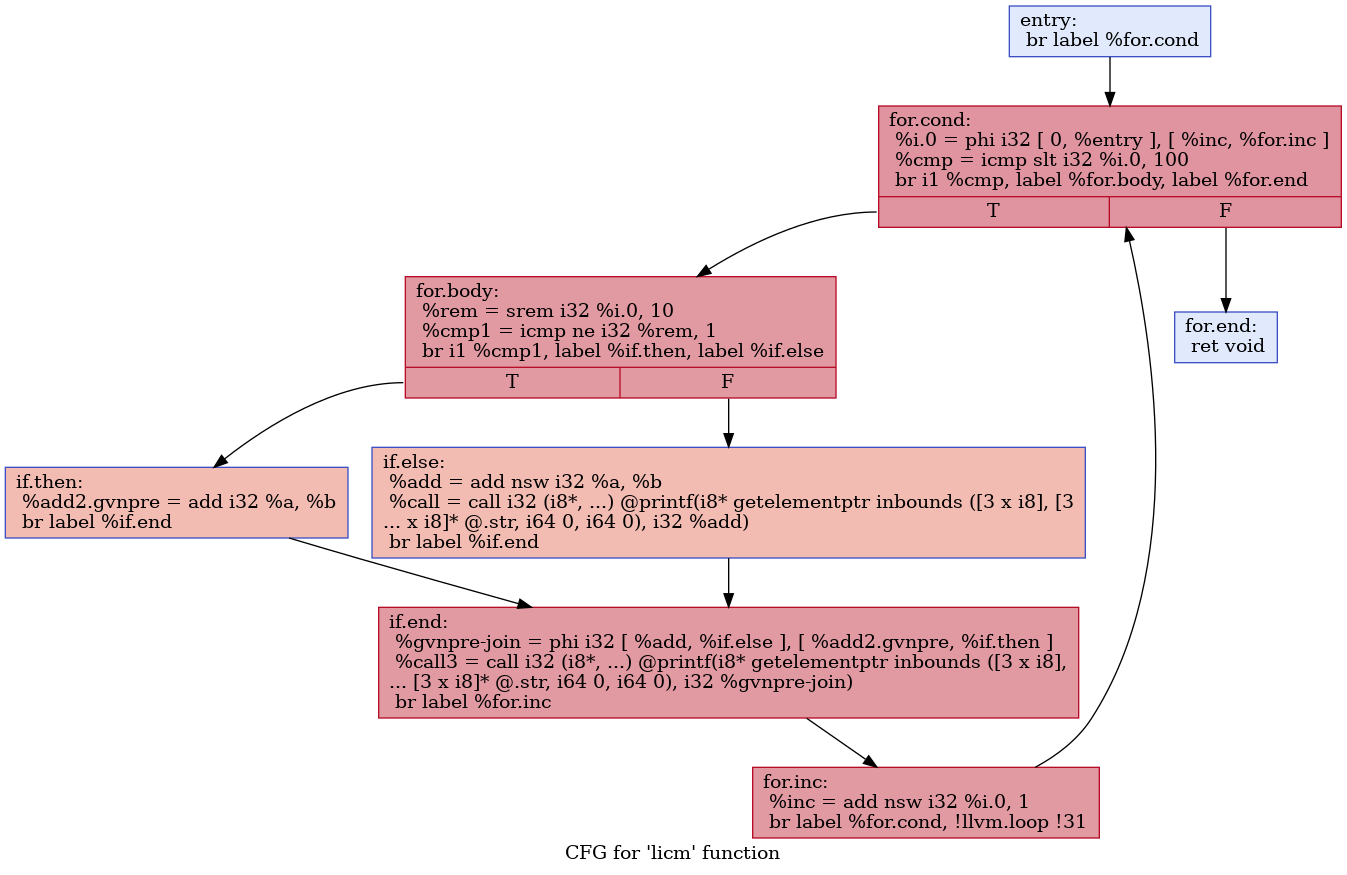 entry:
br label %for.cond
for.cond:
%i.0 = phi i32 [ 0, %entry ], [ %inc, %for.inc ]
%cmp = icmp slt i32 %i.0, 100
br i1 %cmp, label %for.body, label %for.end
T
F
for.body:
%rem = srem i32 %i.0, 10
%cmp1 = icmp ne i32 %rem, 1
br i1 %cmp1, label %if.then, label %if.else
T
F
for.end:
ret void
if.then:
%add2.gvnpre = add i32 %a, %b
br label %if.end
if.else:
%add = add nsw i32 %a, %b
%call = call i32 (i8*, ...) @printf(i8* getelementptr inbounds ([3 x i8], [3
... x i8]* @.str, i64 0, i64 0), i32 %add)
br label %if.end
if.end:
%gvnpre-join = phi i32 [ %add, %if.else ], [ %add2.gvnpre, %if.then ]
%call3 = call i32 (i8*, ...) @printf(i8* getelementptr inbounds ([3 x i8],
... [3 x i8]* @.str, i64 0, i64 0), i32 %gvnpre-join)
br label %for.inc
for.inc:
%inc = add nsw i32 %i.0, 1
br label %for.cond, !llvm.loop !31
CFG for 'licm' function